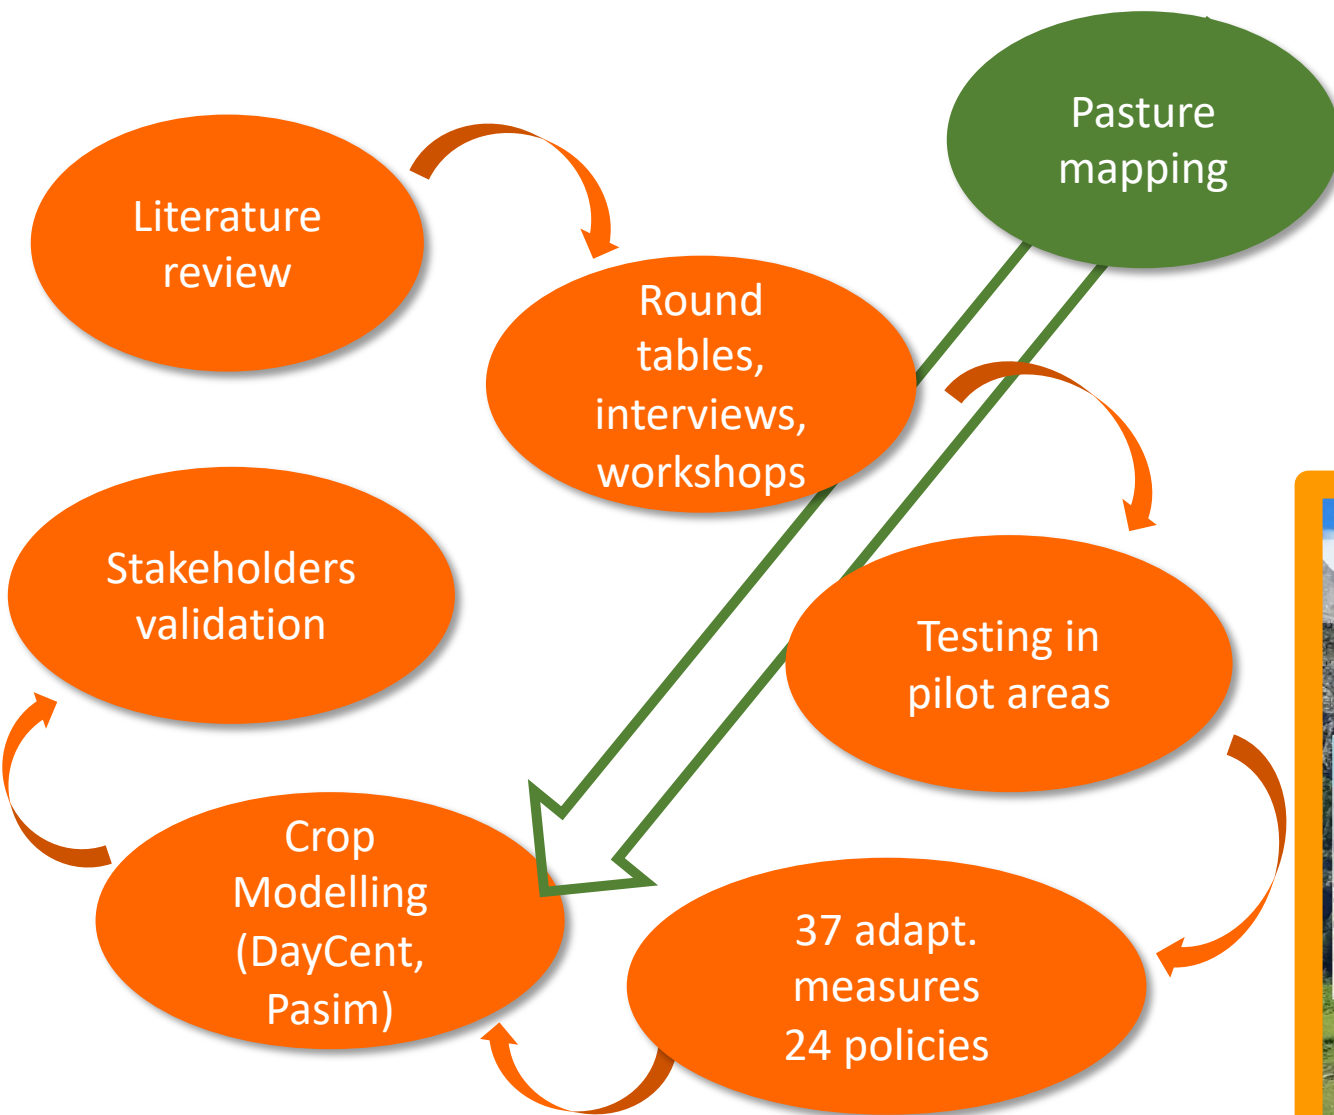 Pasture
mapping
Literature
review
Round
tables,
interviews,
workshops
Testing in
pilot areas
37 adapt.
measures
24 policies
Crop
Modelling
(DayCent,
Pasim)
Stakeholders
validation